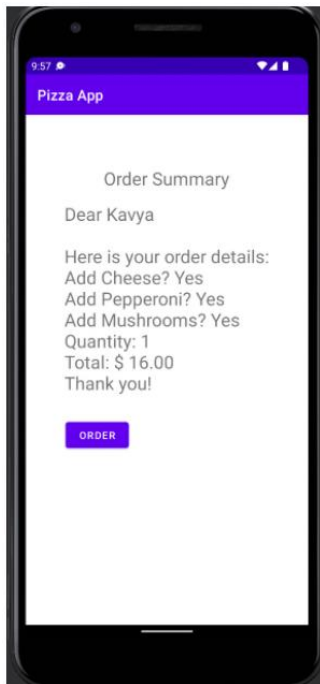 9:57
Pizza App
Order Summary
Dear Kavya
Here is your order details:
Add Cheese? Yes
Add Pepperoni? Yes
Add Mushrooms? Yes
Quantity: 1
Total: $ 16.00
Thank you!
ORDER